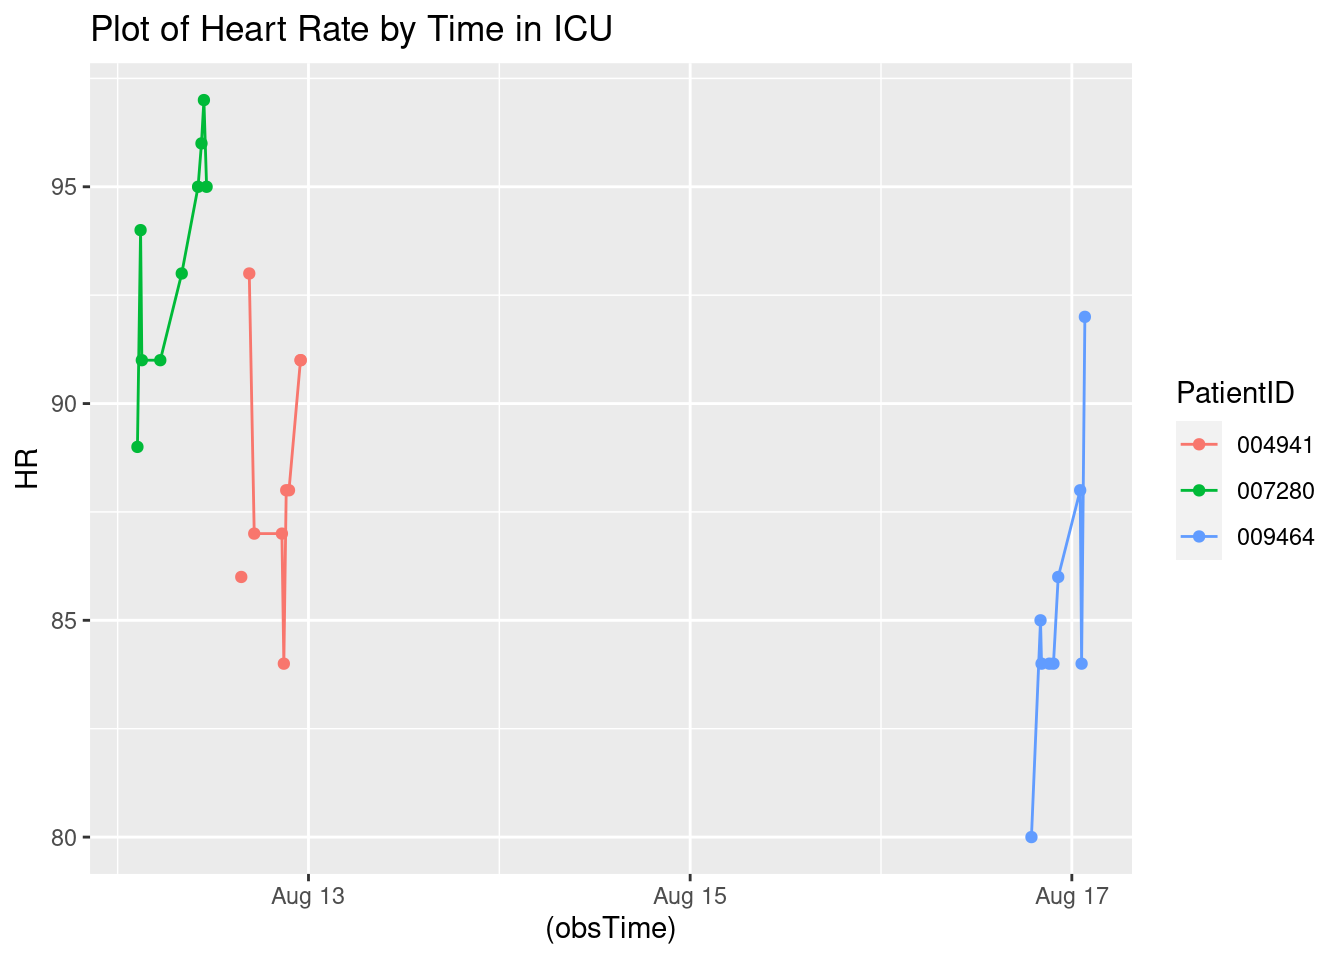 Plot of Heart Rate by Time in ICU
95
90
85
80
HR
Aug 13
Aug 15
Aug 17
(obsTime)
PatientID
004941
007280
009464